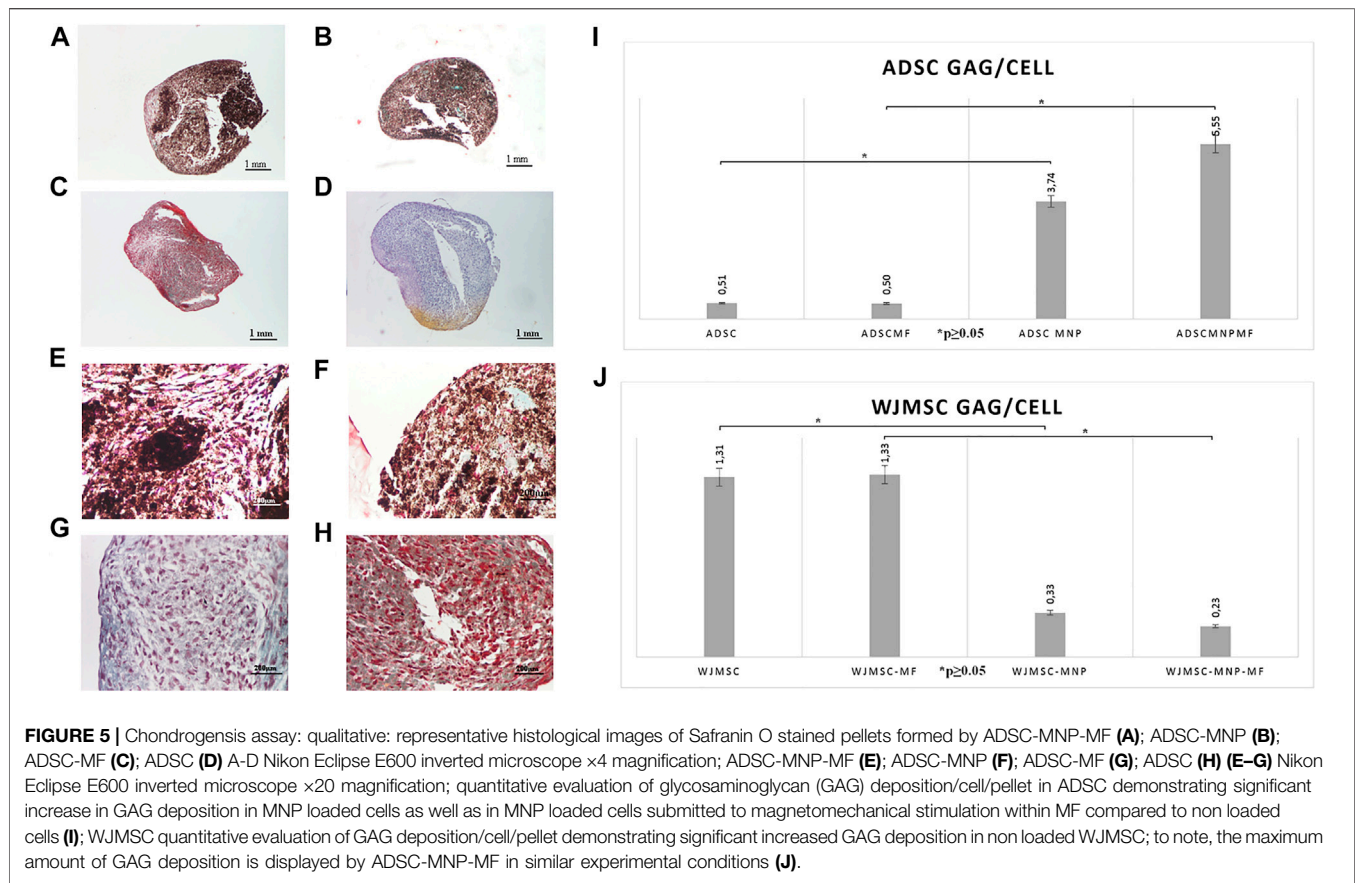 A
B
I
1 mm
1 mm
C
D
1 mm
1 mm
E
F
200µm
200µm
G
H
200µm
200µm
ADSC GAG/CELL
*
*
0,51
0,50
3,74
6,55
ADSC ADSCMF *p≥0.05 ADSC MNP ADSCMNPMF
J
WJMSC GAG/CELL
*
*
1,31
1,33
0,33
0,23
WJMSC WJMSC-MF *p≥0.05 WJMSC-MNP WJMSC-MNP-MF
FIGURE 5 | Chondrogensis assay: qualitative: representative histological images of Safranin O stained pellets formed by ADSC-MNP-MF (A); ADSC-MNP (B);
ADSC-MF (C); ADSC (D) A-D Nikon Eclipse E600 inverted microscope ×4 magnification; ADSC-MNP-MF (E); ADSC-MNP (F); ADSC-MF (G); ADSC (H) (E–G) Nikon
Eclipse E600 inverted microscope ×20 magnification; quantitative evaluation of glycosaminoglycan (GAG) deposition/cell/pellet in ADSC demonstrating significant
increase in GAG deposition in MNP loaded cells as well as in MNP loaded cells submitted to magnetomechanical stimulation within MF compared to non loaded
cells (I); WJMSC quantitative evaluation of GAG deposition/cell/pellet demonstrating significant increased GAG deposition in non loaded WJMSC; to note, the maximum
amount of GAG deposition is displayed by ADSC-MNP-MF in similar experimental conditions (J).